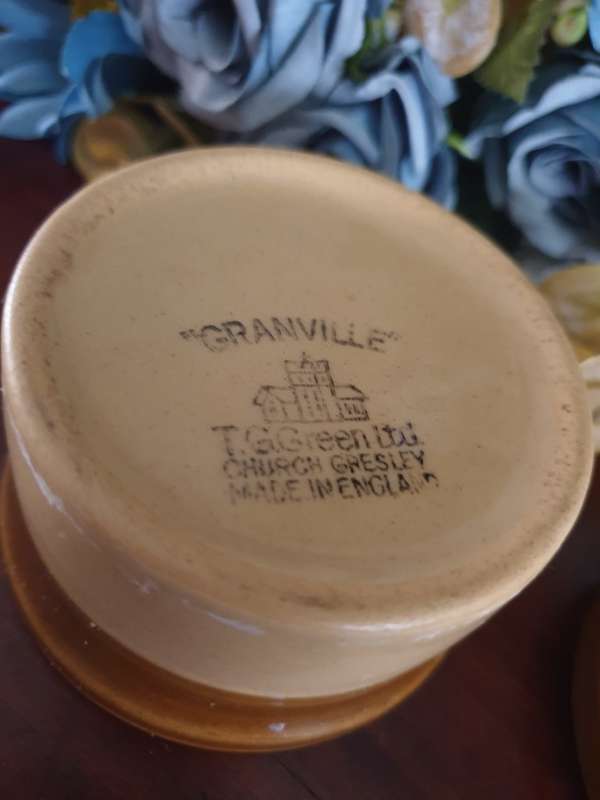 "GRANVILLE"
T.G.Green Ltd.
CHURCH GRESLEY
MADE IN ENGLAND